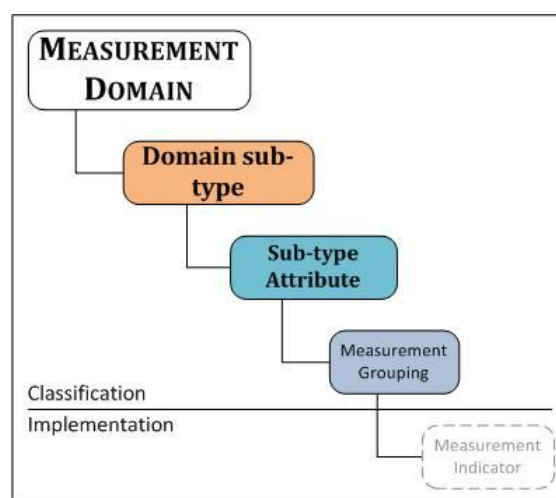 MEASUREMENT
DOMAIN
Domain sub-
type
Sub-type
Attribute
Measurement
Grouping
Classification
Implementation
Measurement
Indicator